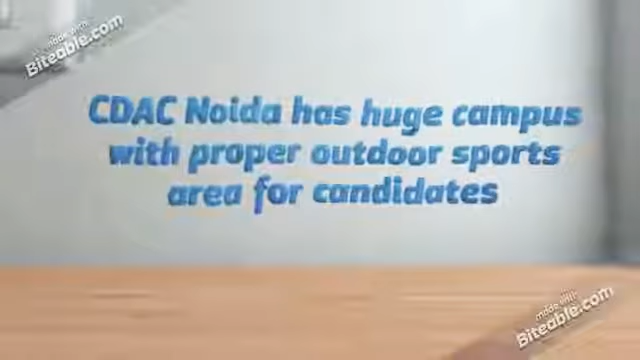 made with
Biteable.com
CDAC Noida has huge campus
with proper outdoor sports
area for candidates
made with
Biteable.com